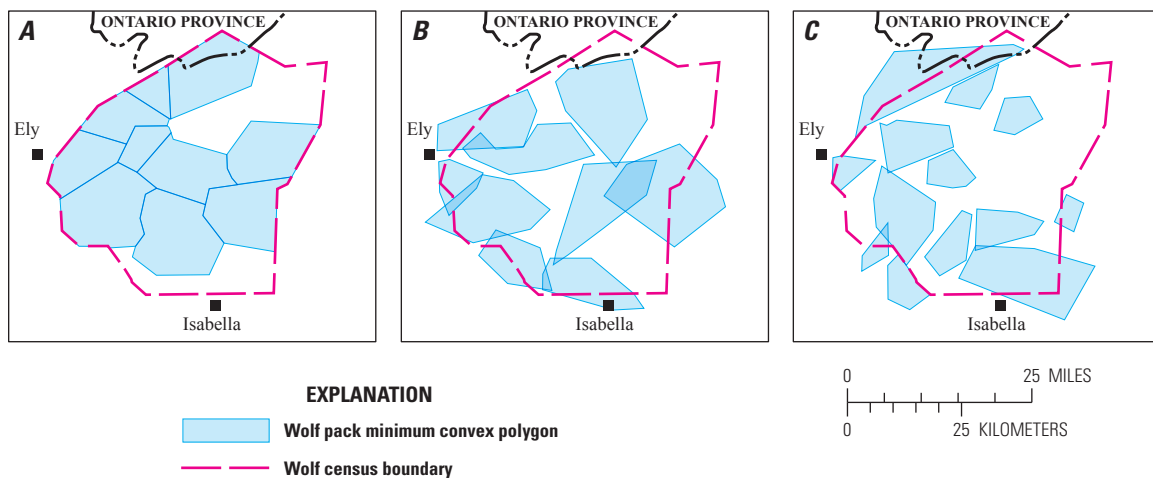 A
ONTARIO PROVINCE
Ely
Isabella
B
ONTARIO PROVINCE
Ely
Isabella
C
ONTARIO PROVINCE
Ely
Isabella
EXPLANATION
Wolf pack minimum convex polygon
Wolf census boundary
0 25 MILES
0 25 KILOMETERS